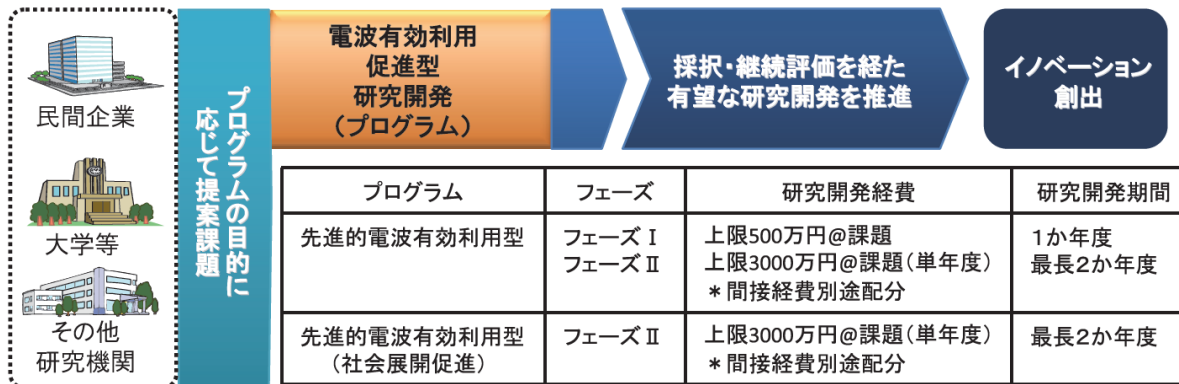 民間企業
大学等
その他
研究機関
プログラムの目的に
応じて提案課題
電波有効利用
促進型
研究開発
（プログラム）
採択・継続評価を経た
有望な研究開発を推進
イノベーション
創出
プログラム フェーズ 研究開発経費 研究開発期間
先進的電波有効利用型 フェーズⅠ 上限500万円@課題 1か年度
フェーズⅡ 上限3000万円@課題（単年度） 最長2か年度
＊間接経費別途配分
先進的電波有効利用型 フェーズⅡ 上限3000万円@課題（単年度） 最長2か年度
（社会展開促進） ＊間接経費別途配分